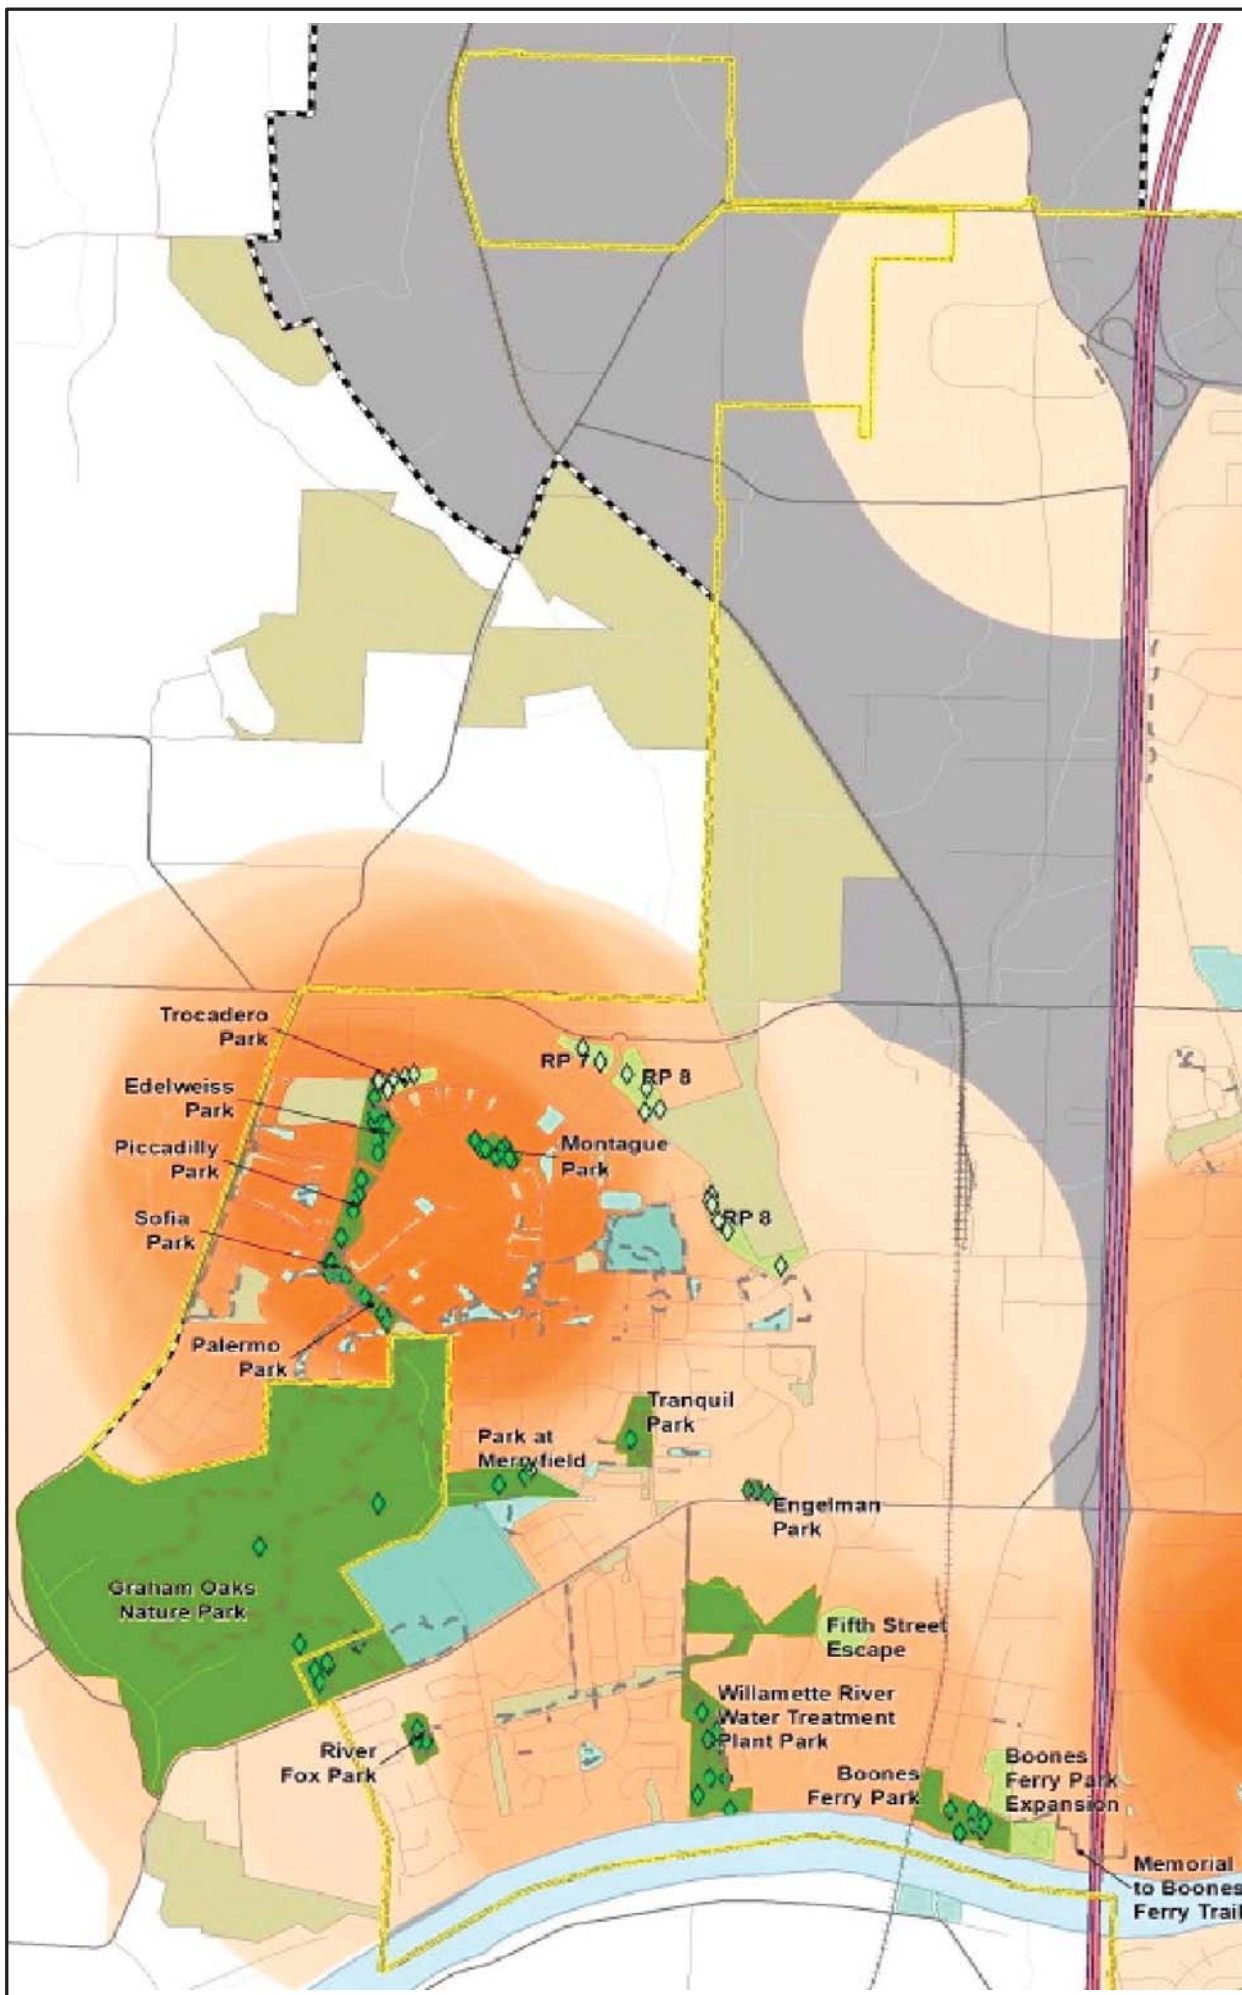 Trocadero
Park
RP 7
RP 8
Edelweiss
Park
Piccadilly
Park
Montague
Park
Sofia
Park
RP 8
Palermo
Park
Tranquil
Park
Park at
Merryfield
Engelman
Park
Graham Oaks
Nature Park
Fifth Street
Escape
Willamette River
Water Treatment
Plant Park
River
Fox Park
Boones
Ferry Park
Boones
Ferry Park
Expansion
Memorial
to Boones
Ferry Trail